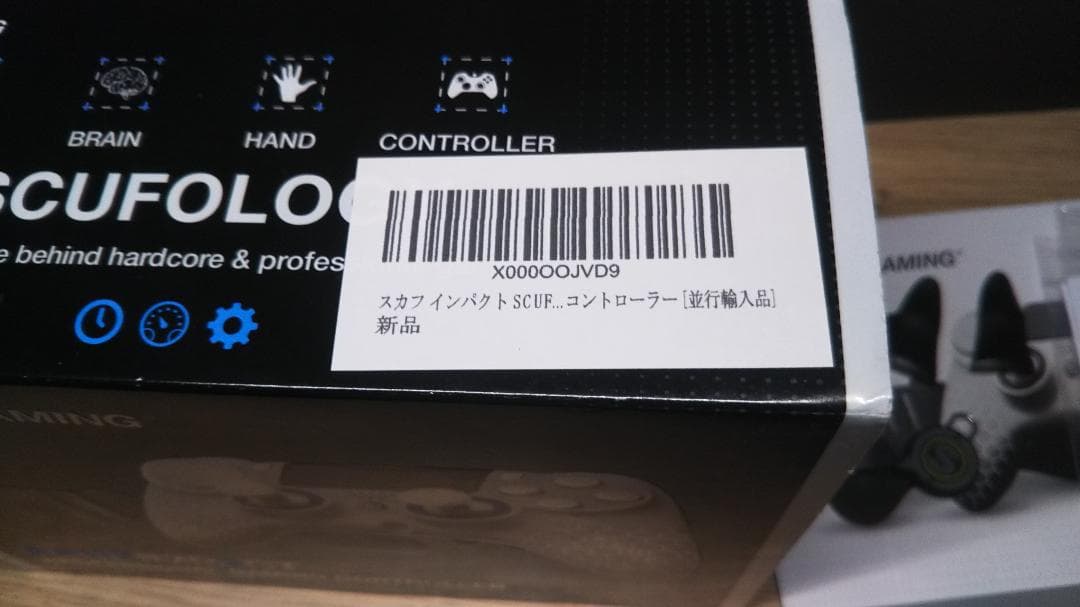 BRAIN
HAND
CONTROLLER
SCUFOLOG
behind hardcore & profess
X000OOJVD9
スカフ インパクト SCUF...コントローラー [並行輸入品]
新品
AMING
AMING